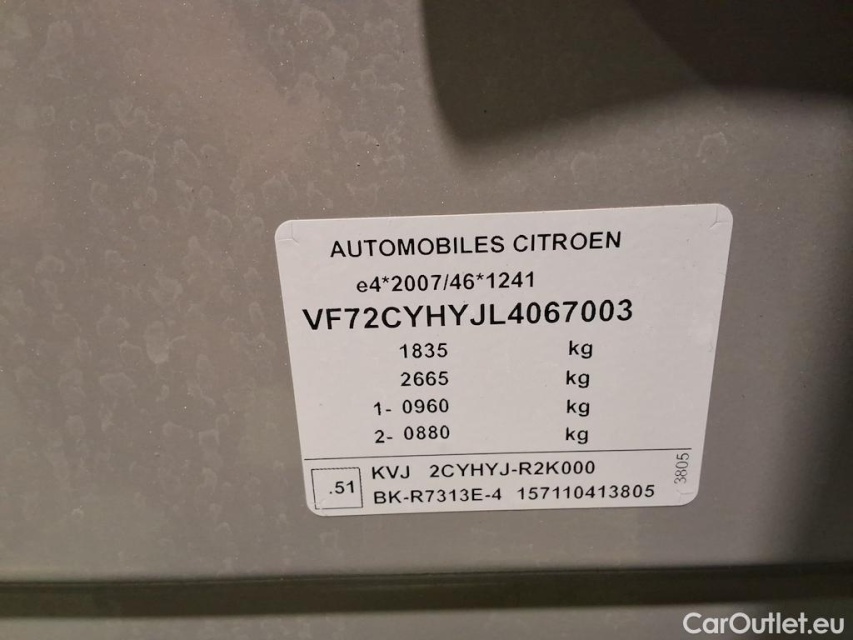 AUTOMOBILES CITROEN
e4*2007/46*1241
VF72CYHYJL4067003
1835 kg
2665 kg
1- 0960 kg
2- 0880 kg
.51
KVJ 2CYHYJ-R2K000
BK-R7313E-4 157110413805
3805
CarOutlet.eu